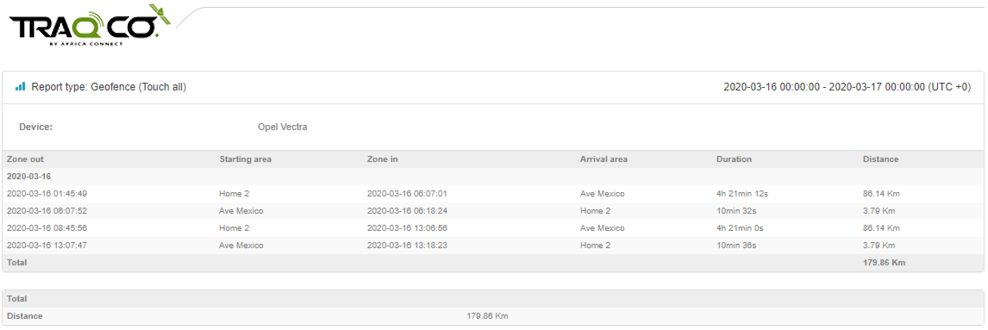 TRAQCO.
BY AFRICA CONNECT
Report type: Geofence (Touch all) 2020-03-16 00:00:00 - 2020-03-17 00:00:00 (UTC +0)
Device: Opel Vectra
Zone out Starting area Zone in Arrival area Duration Distance
2020-03-16
2020-03-16 01:45:49 Home 2 2020-03-16 06:07:01 Ave Mexico 4h 21min 12s 86.14 Km
2020-03-16 06:07:52 Ave Mexico 2020-03-16 06:18:24 Home 2 10min 32s 3.79 Km
2020-03-16 08:45:56 Home 2 2020-03-16 13:06:56 Ave Mexico 4h 21min 0s 86.14 Km
2020-03-16 13:07:47 Ave Mexico 2020-03-16 13:18:23 Home 2 10min 36s 3.79 Km
Total 179.86 Km
Total
Distance 179.86 Km